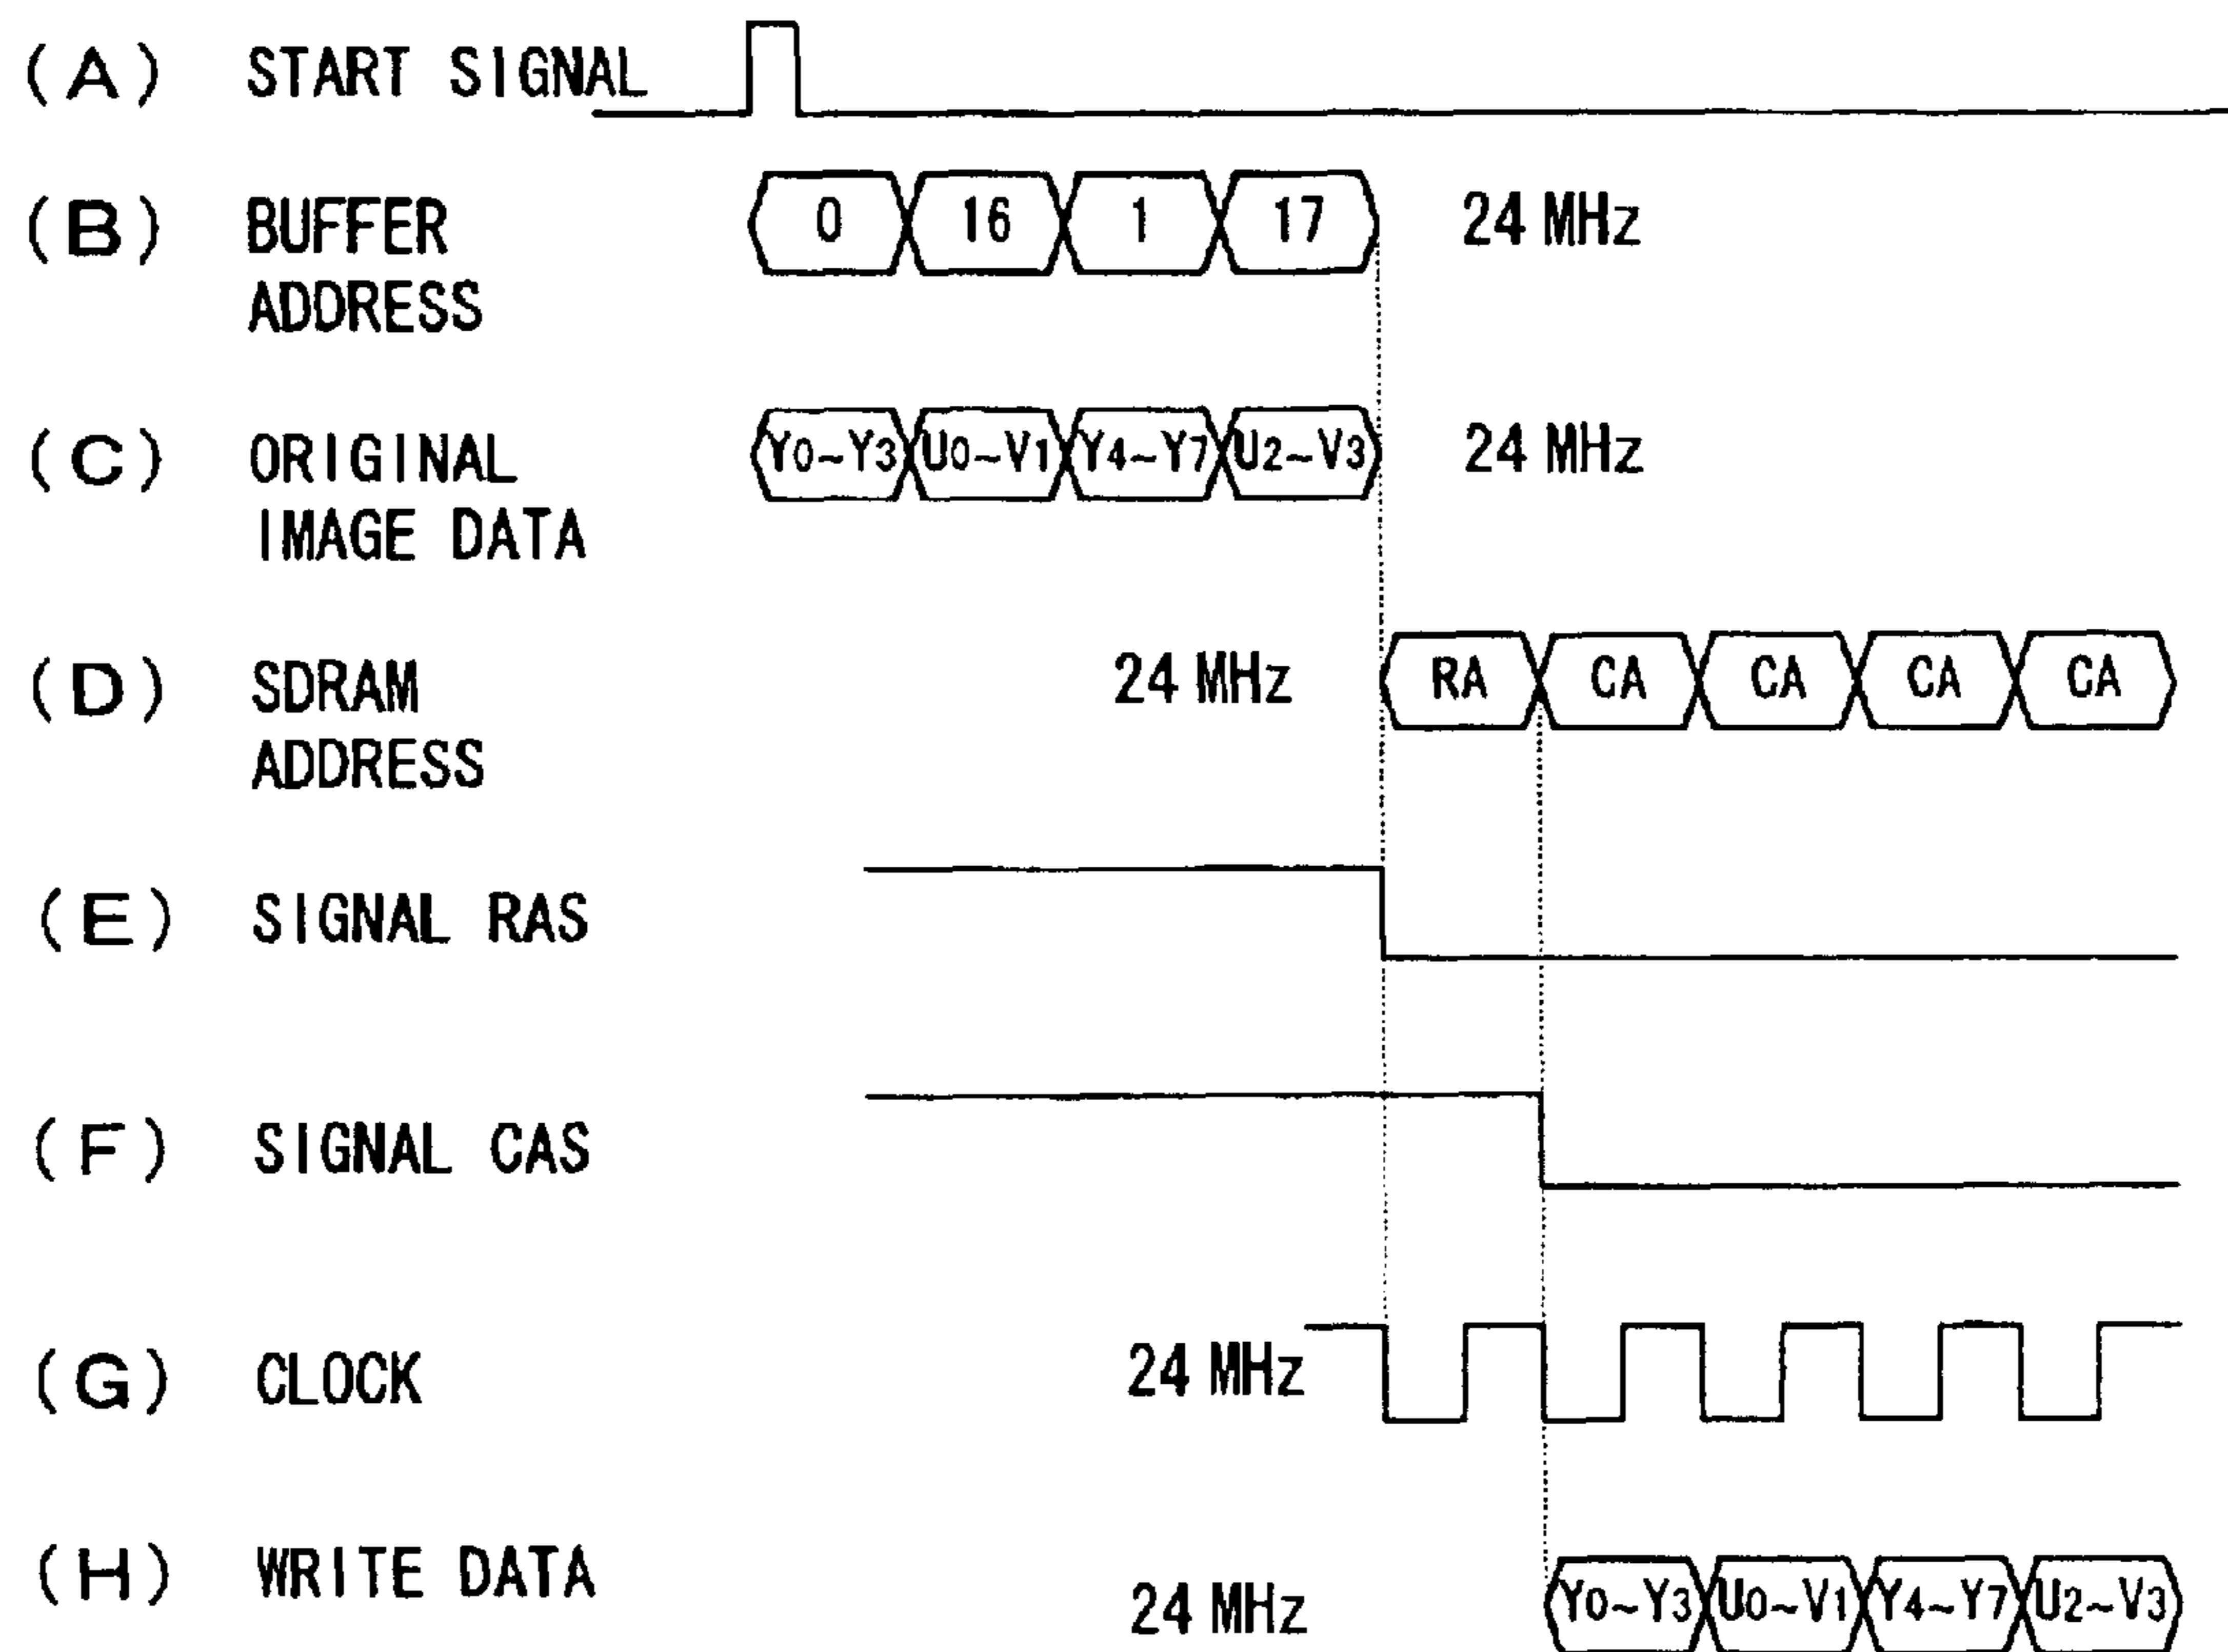 (A) START SIGNAL
(B) BUFFER ADDRESS 0 16 1 17 24 MHz
(C) ORIGINAL IMAGE DATA Y0~Y3 U0~V1 Y4~Y7 U2~V3 24 MHz
(D) SDRAM ADDRESS 24 MHz RA CA CA CA CA
(E) SIGNAL RAS
(F) SIGNAL CAS
(G) CLOCK 24 MHz
(H) WRITE DATA 24 MHz Y0~Y3 U0~V1 Y4~Y7 U2~V3